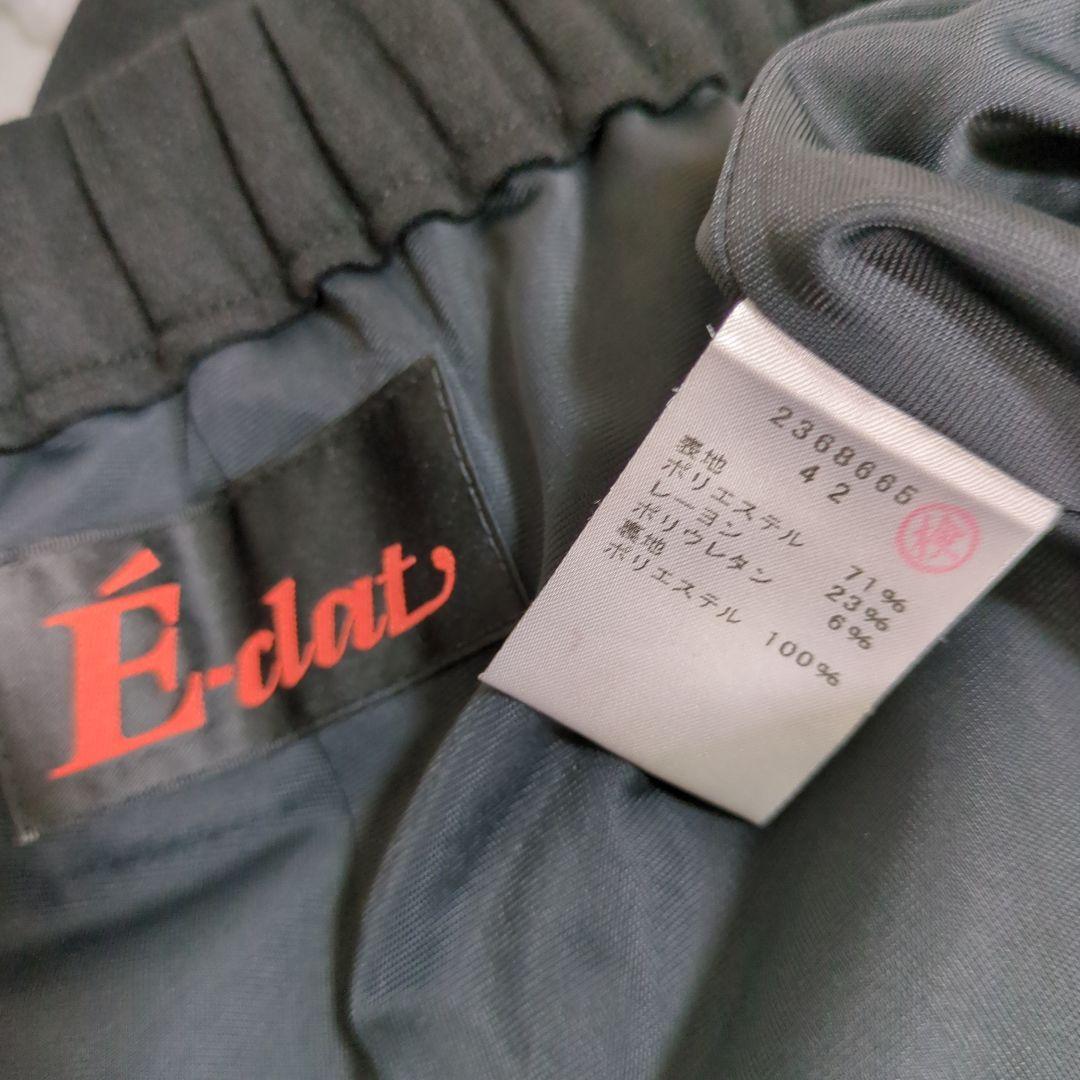 É-clat,
2368665
42
表地
ポリエステル 71%
レーヨン 23%
ポリウレタン 6%
裏地
ポリエステル 100%
検